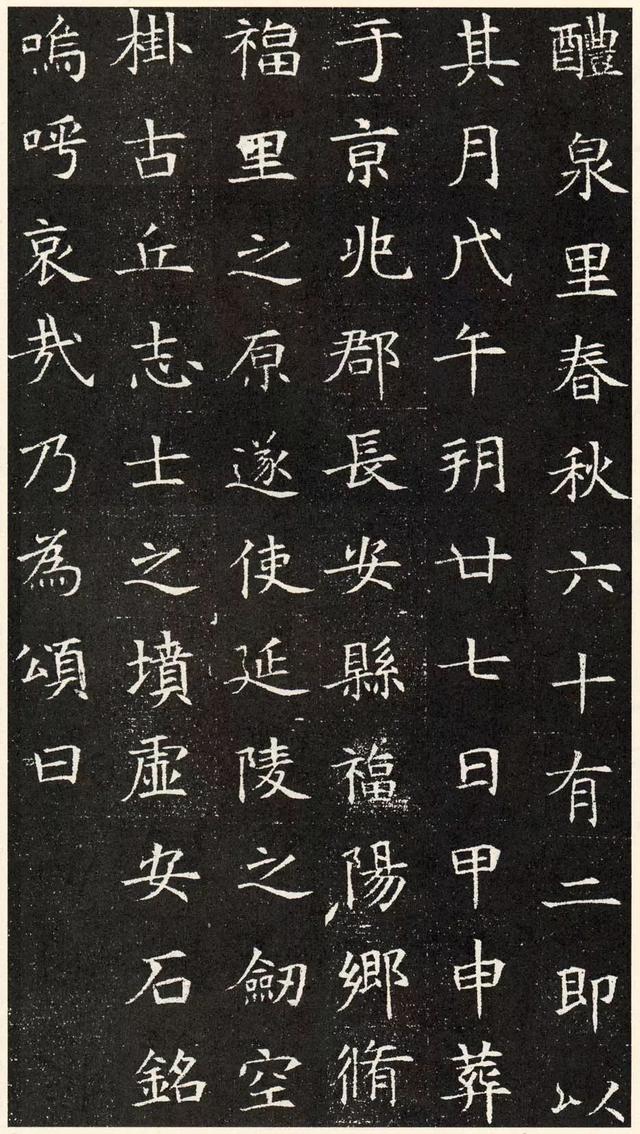 醴泉里春秋六十有二即以
其月戊午朔廿七日甲申葬
于京兆郡長安縣福陽鄉脩
福里之原遂使延陵之劒空
掛古丘志士之墳虛安石銘
嗚呼哀哉乃為頌曰